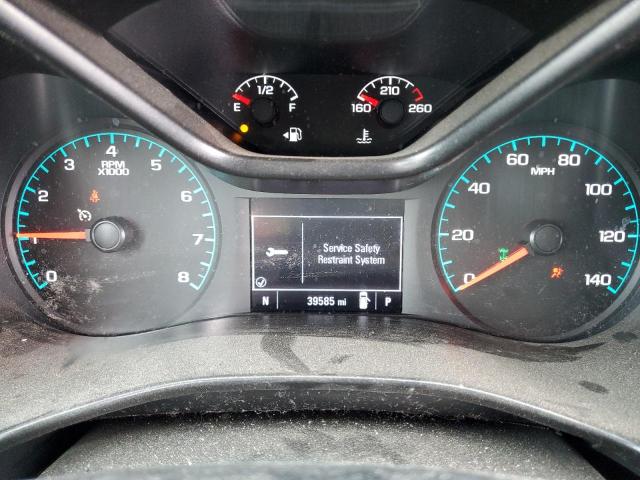 1/2
E F
210
160 260
RPM
X1000
0 1 2 3 4 5 6 7 8
MPH
0 20 40 60 80 100 120 140
Service Safety
Restraint System
N 39585 mi P